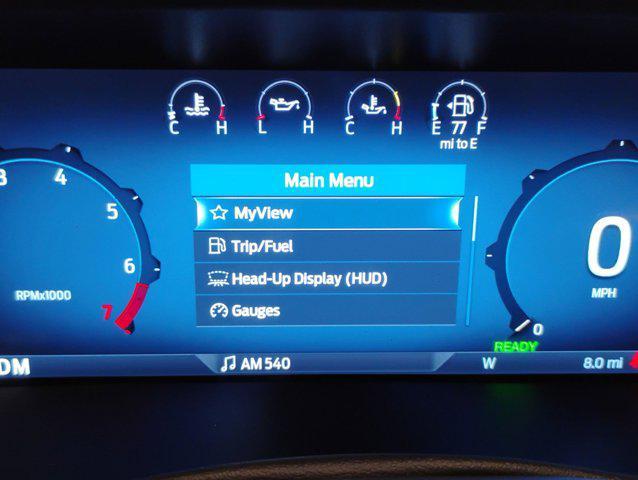 C H L H C H E 77 F
mi to E
Main Menu
MyView
Trip/Fuel
Head-Up Display (HUD)
Gauges
3 4 5 6 7
RPMx1000
0
MPH
0
READY
DM AM 540 W 8.0 mi